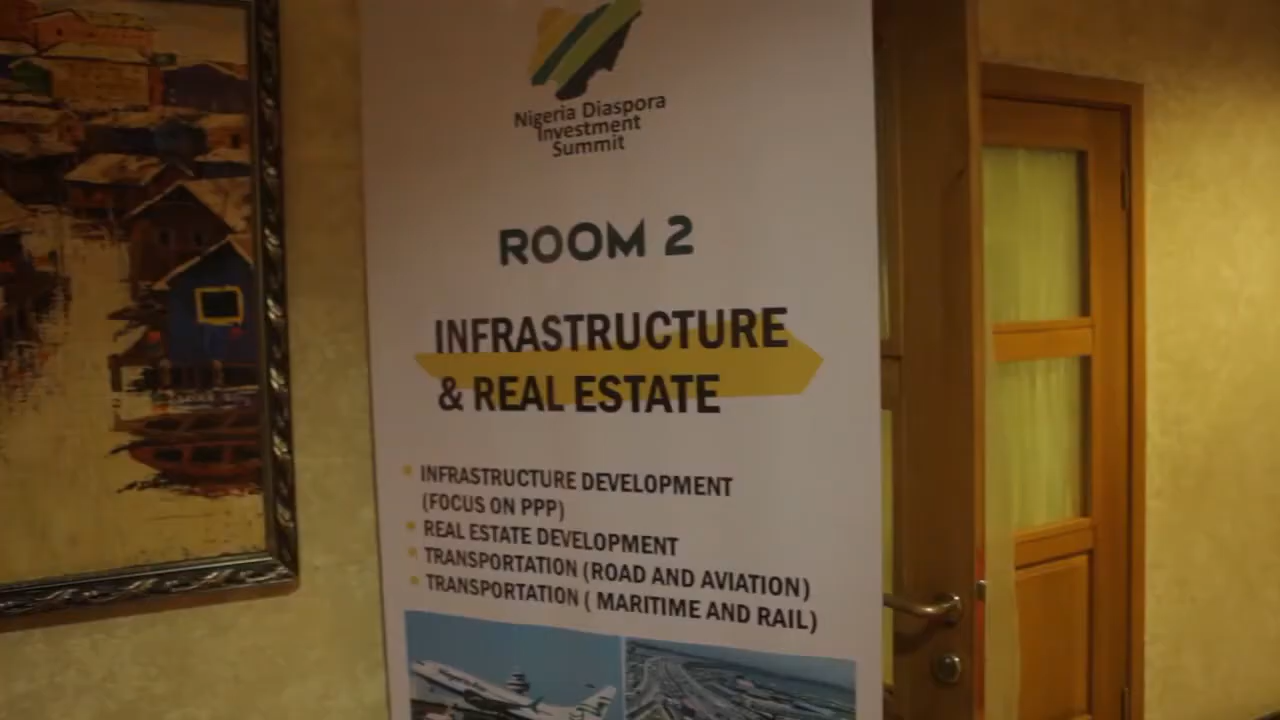 Nigeria Diaspora
Investment
Summit
ROOM 2
INFRASTRUCTURE
& REAL ESTATE
INFRASTRUCTURE DEVELOPMENT
(FOCUS ON PPP)
REAL ESTATE DEVELOPMENT
TRANSPORTATION (ROAD AND AVIATION)
TRANSPORTATION ( MARITIME AND RAIL)